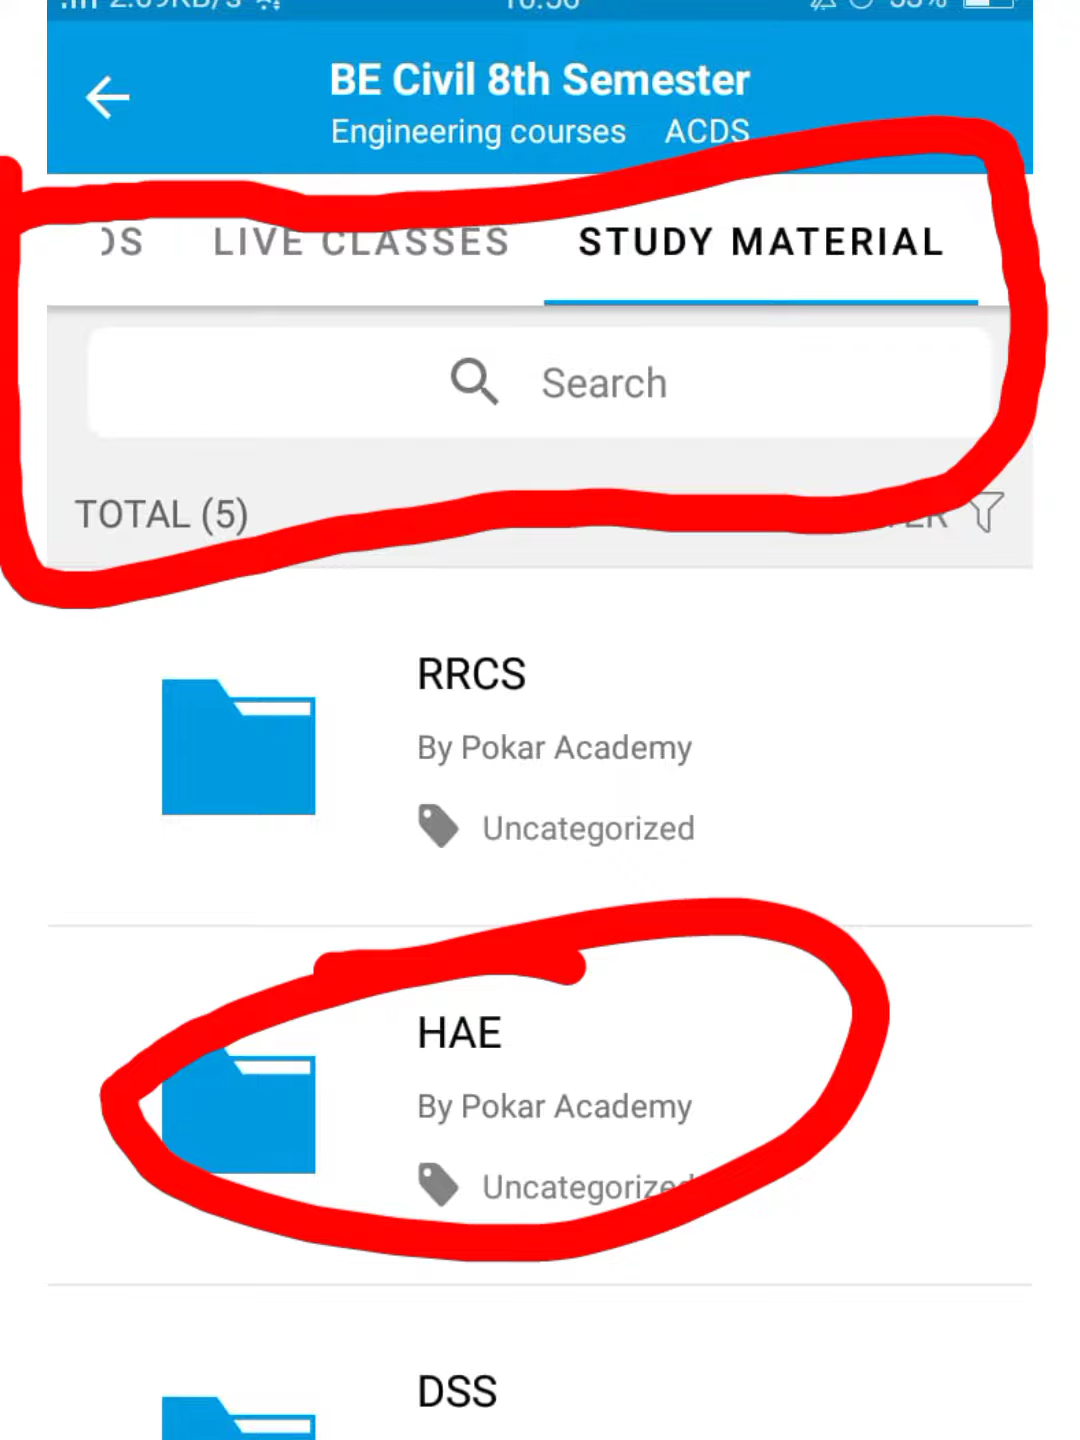 BE Civil 8th Semester
Engineering courses ACDS
LIVE CLASSES STUDY MATERIAL
Search
TOTAL (5)
RRCS
By Pokar Academy
Uncategorized
HAE
By Pokar Academy
Uncategorized
DSS